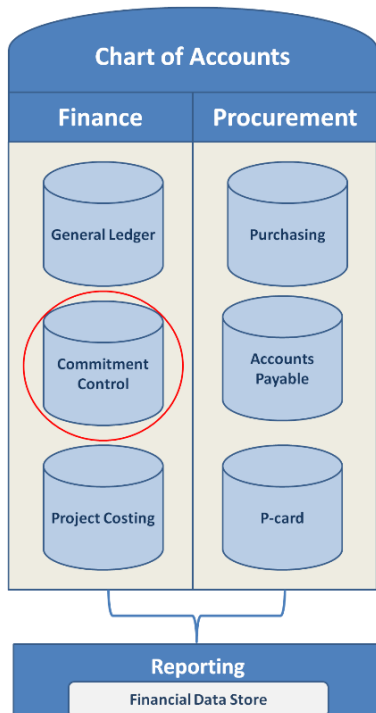 Chart of Accounts
Finance
Procurement
General Ledger
Purchasing
Commitment
Control
Accounts
Payable
Project Costing
P-card
Reporting
Financial Data Store